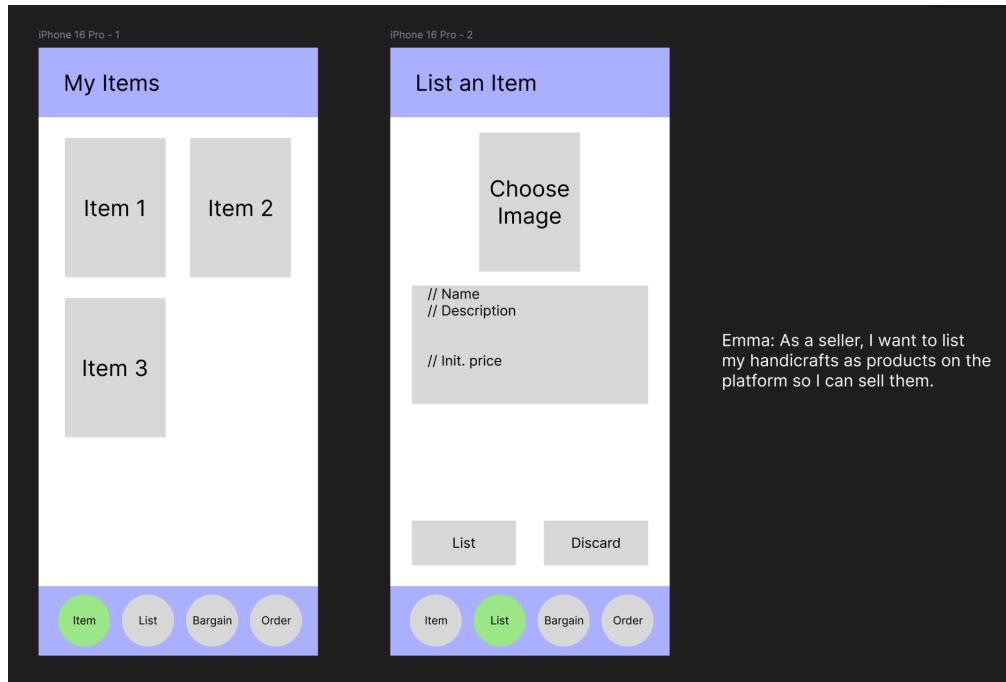 iPhone 16 Pro - 1
My Items
Item 1
Item 2
Item 3
Item
List
Bargain
Order
iPhone 16 Pro - 2
List an Item
Choose
Image
// Name
// Description
// Init. price
List
Discard
Item
List
Bargain
Order
Emma: As a seller, I want to list
my handicrafts as products on the
platform so I can sell them.